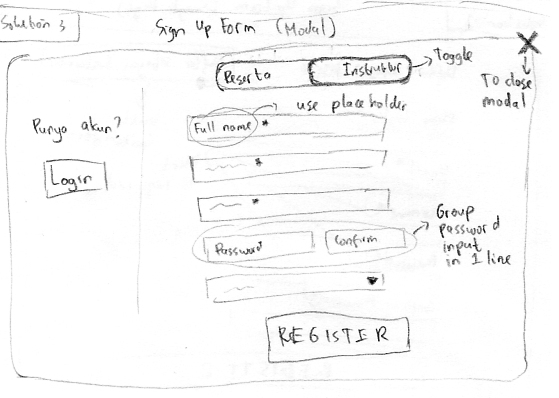 Solution 3
Sign Up Form (Modal)
Peserta
Instruktur
toggle
To close
modal
use placeholder
Punya akun?
Full name *
Login
*
*
Password
Confirm
Group
password
input
in 1 line
REGISTER